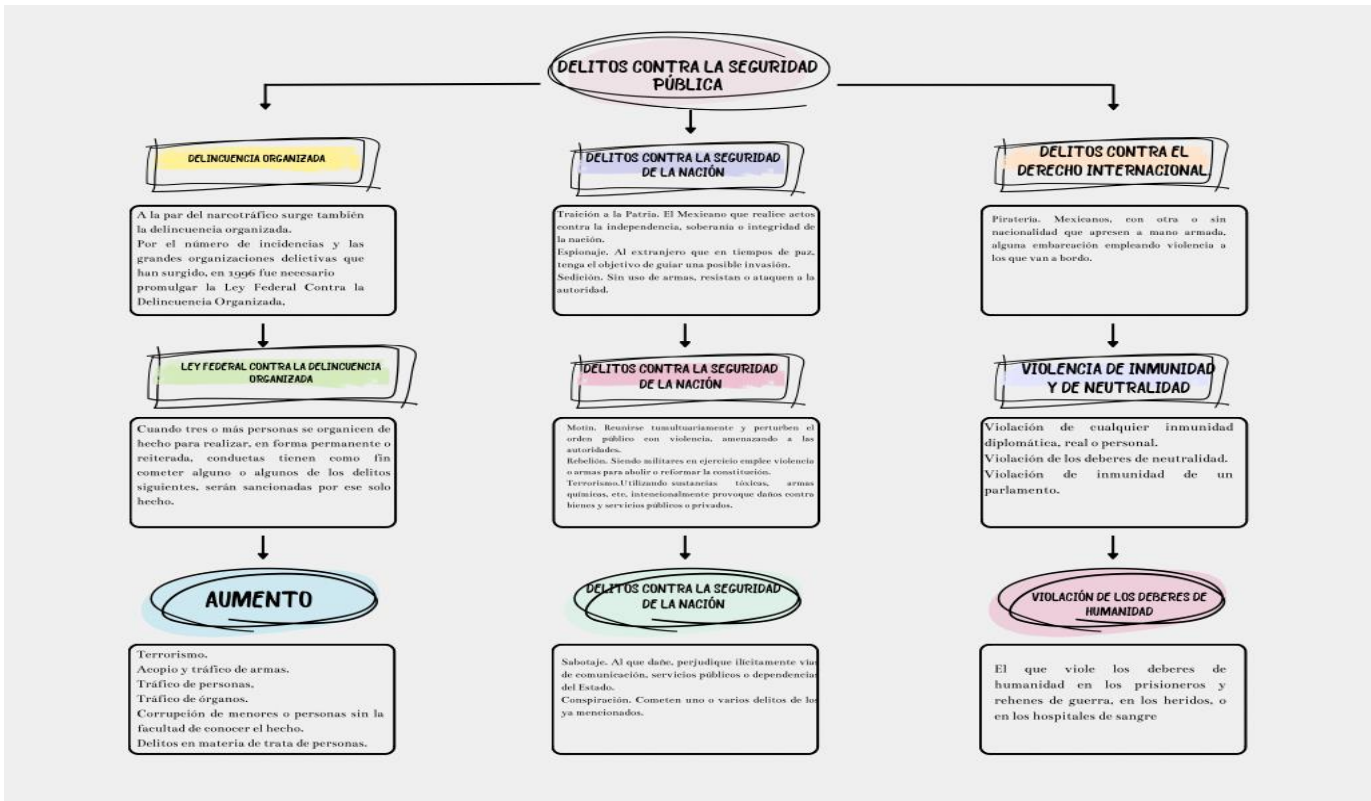 DELITOS CONTRA LA SEGURIDAD
PÚBLICA
DELINCUENCIA ORGANIZADA
A la par del narcotráfico surge también
la delincuencia organizada.
Por el número de incidencias y las
grandes organizaciones delictivas que
han surgido, en 1996 fue necesario
promulgar la Ley Federal Contra la
Delincuencia Organizada,
LEY FEDERAL CONTRA LA DELINCUENCIA
ORGANIZADA
Cuando tres o más personas se organicen de
hecho para realizar, en forma permanente o
reiterada, conductas tienen como fin
cometer alguno o algunos de los delitos
siguientes, serán sancionadas por ese solo
hecho.
AUMENTO
Terrorismo.
Acopio y tráfico de armas.
Tráfico de personas,
Tráfico de órganos.
Corrupción de menores o personas sin la
facultad de conocer el hecho.
Delitos en materia de trata de personas.
DELITOS CONTRA LA SEGURIDAD
DE LA NACIÓN
Traición a la Patria. El Mexicano que realice actos
contra la independencia, soberanía o integridad de
la nación.
Espionaje. Al extranjero que en tiempos de paz,
tenga el objetivo de guiar una posible invasión.
Sedición. Sin uso de armas, resistan o ataquen a la
autoridad.
DELITOS CONTRA LA SEGURIDAD
DE LA NACIÓN
Motín. Reunirse tumultuariamente y perturben el
orden público con violencia, amenazando a las
autoridades.
Rebelión. Siendo militares en ejercicio emplee violencia
o armas para abolir o reformar la constitución.
Terrorismo.Utilizando sustancias tóxicas, armas
químicas, etc. intencionalmente provoque daños contra
bienes y servicios públicos o privados.
DELITOS CONTRA LA SEGURIDAD
DE LA NACIÓN
Sabotaje. Al que dañe, perjudique ilícitamente vías
de comunicación, servicios públicos o dependencias
del Estado.
Conspiración. Cometen uno o varios delitos de los
ya mencionados.
DELITOS CONTRA EL
DERECHO INTERNACIONAL.
Piratería. Mexicanos, con otra o sin
nacionalidad que apresen a mano armada,
alguna embarcación empleando violencia a
los que van a bordo.
VIOLENCIA DE INMUNIDAD
Y DE NEUTRALIDAD
Violación de cualquier inmunidad
diplomática, real o personal.
Violación de los deberes de neutralidad.
Violación de inmunidad de un
parlamento.
VIOLACIÓN DE LOS DEBERES DE
HUMANIDAD
El que viole los deberes de
humanidad en los prisioneros y
rehenes de guerra, en los heridos, o
en los hospitales de sangre